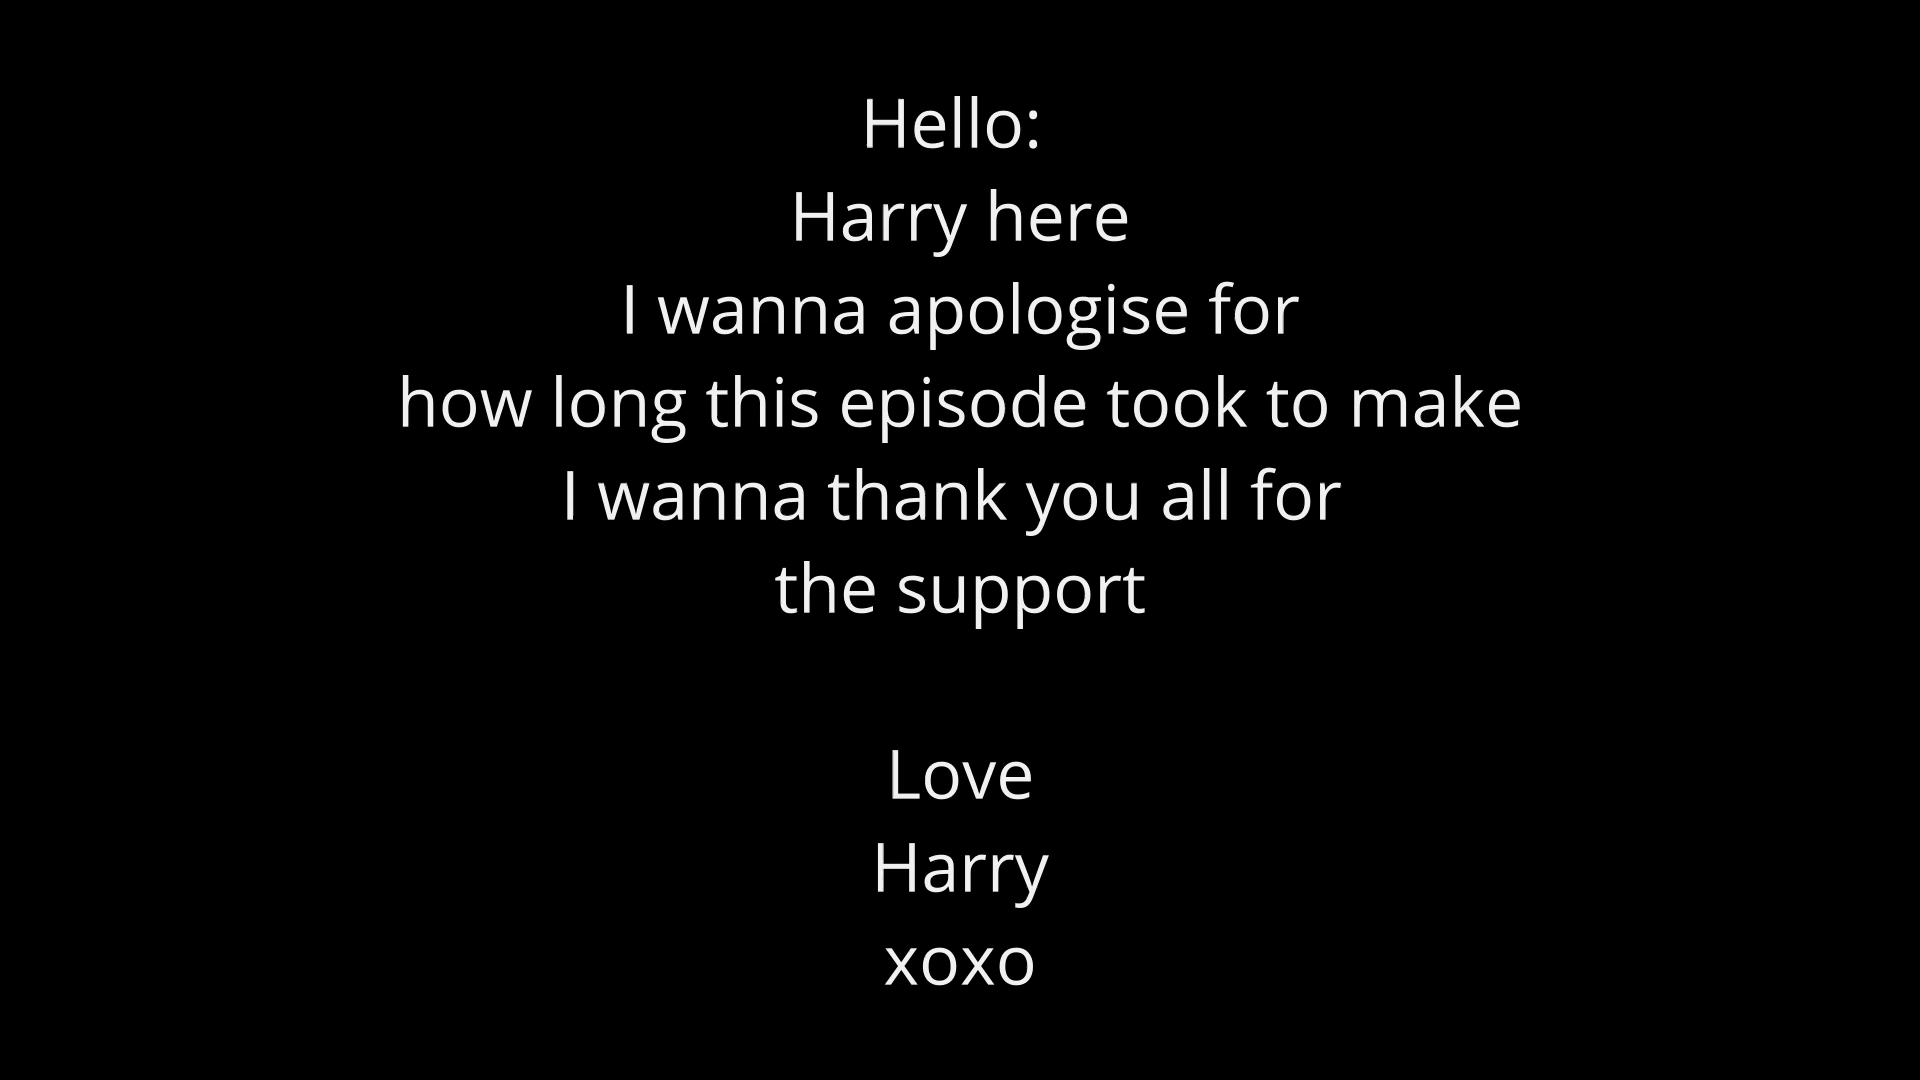 Hello:
Harry here
I wanna apologise for
how long this episode took to make
I wanna thank you all for
the support
Love
Harry
xoxo